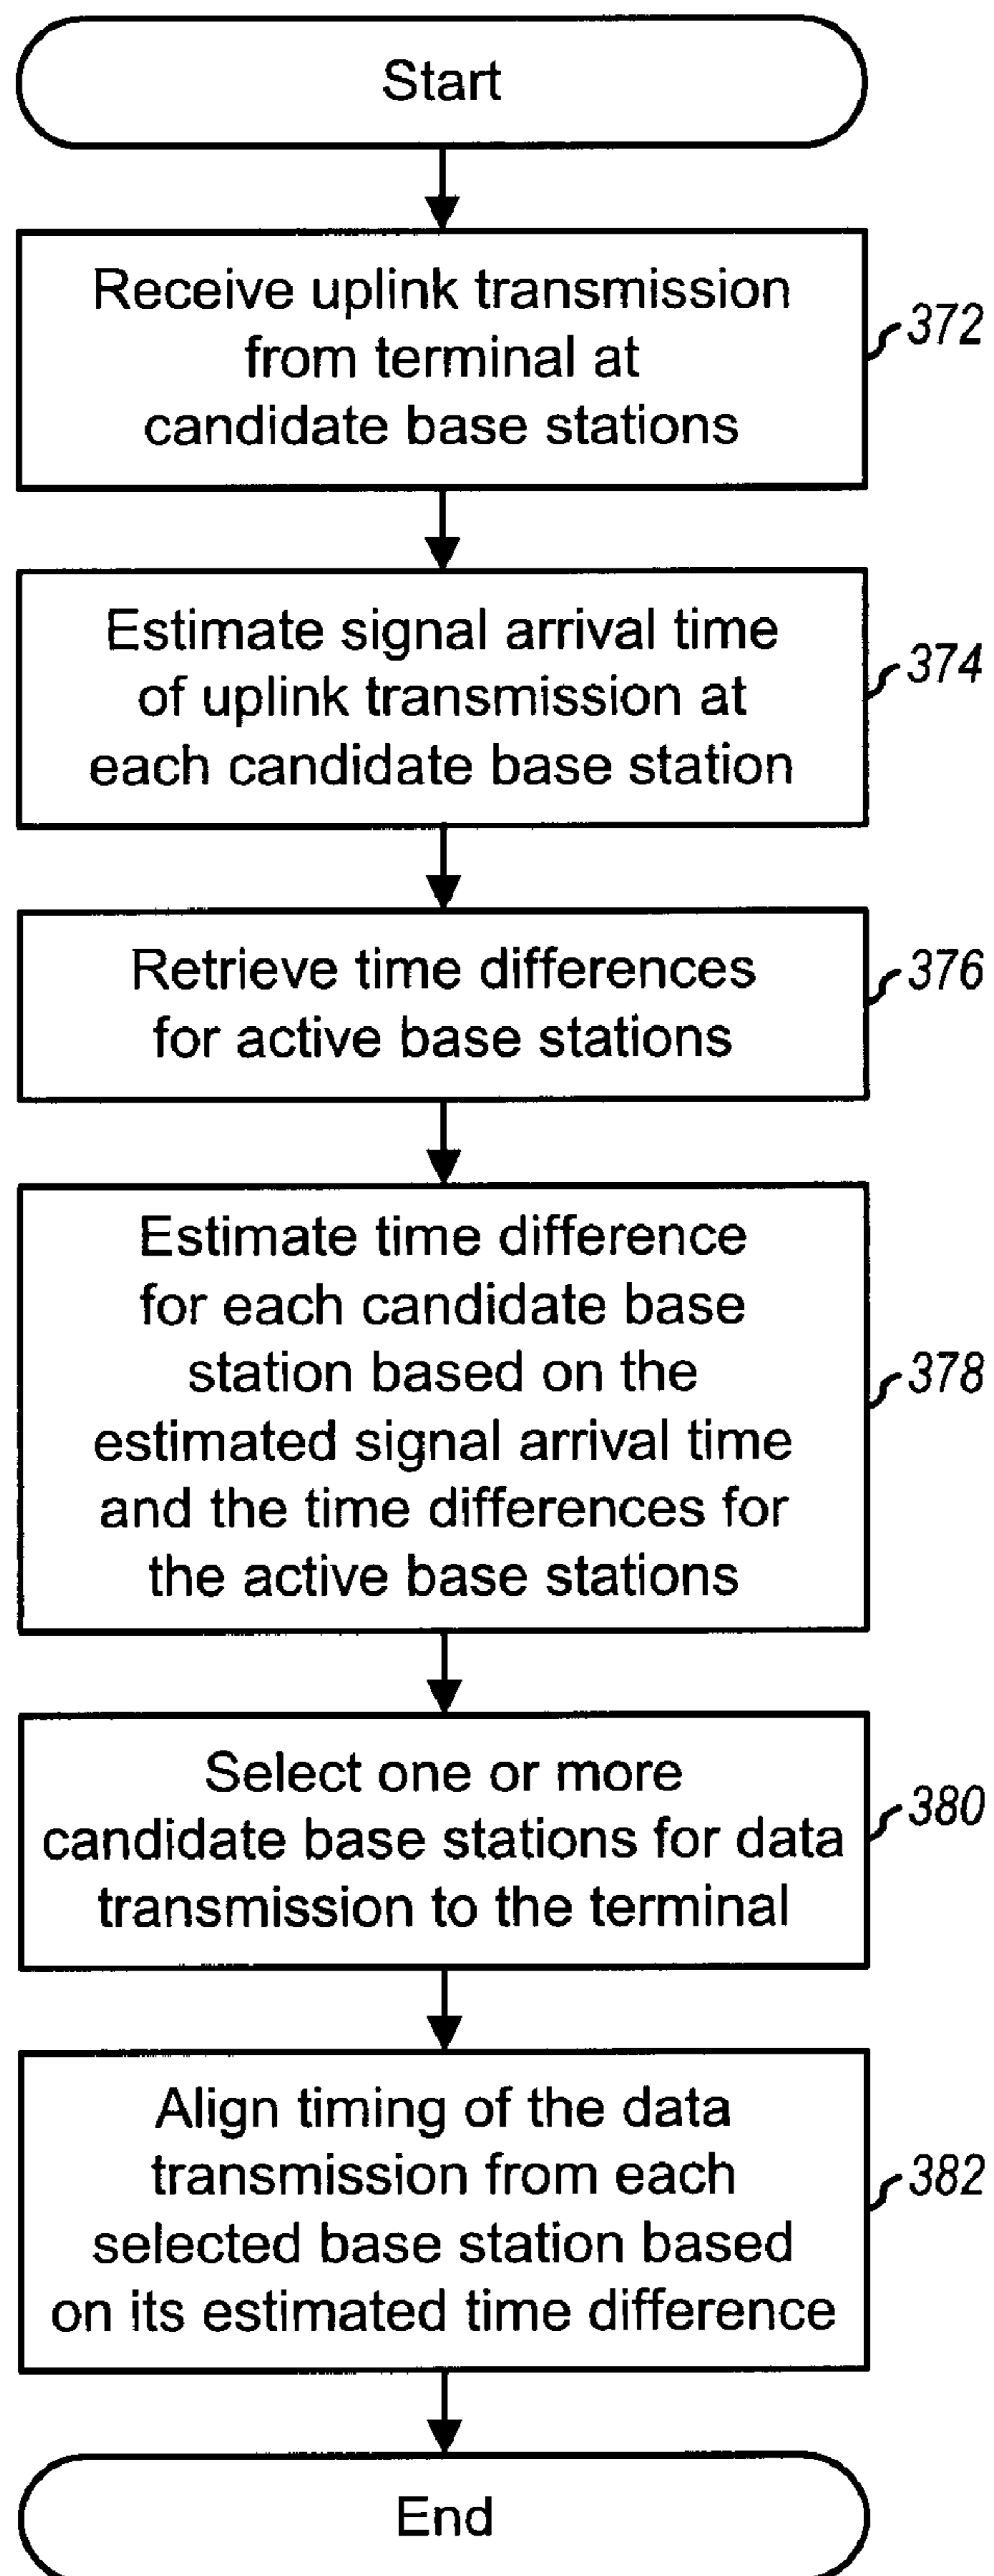 Start
Receive uplink transmission
from terminal at
candidate base stations
372
Estimate signal arrival time
of uplink transmission at
each candidate base station
374
Retrieve time differences
for active base stations
376
Estimate time difference
for each candidate base
station based on the
estimated signal arrival time
and the time differences for
the active base stations
378
Select one or more
candidate base stations for data
transmission to the terminal
380
Align timing of the data
transmission from each
selected base station based
on its estimated time difference
382
End